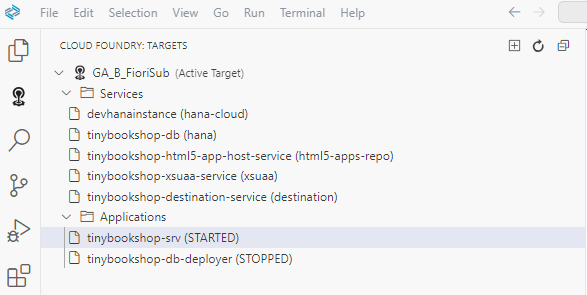 File Edit Selection View Go Run Terminal Help
CLOUD FOUNDRY: TARGETS
GA_B_FioriSub (Active Target)
Services
devhanainstance (hana-cloud)
tinybookshop-db (hana)
tinybookshop-html5-app-host-service (html5-apps-repo)
tinybookshop-xsuaa-service (xsuaa)
tinybookshop-destination-service (destination)
Applications
tinybookshop-srv (STARTED)
tinybookshop-db-deployer (STOPPED)